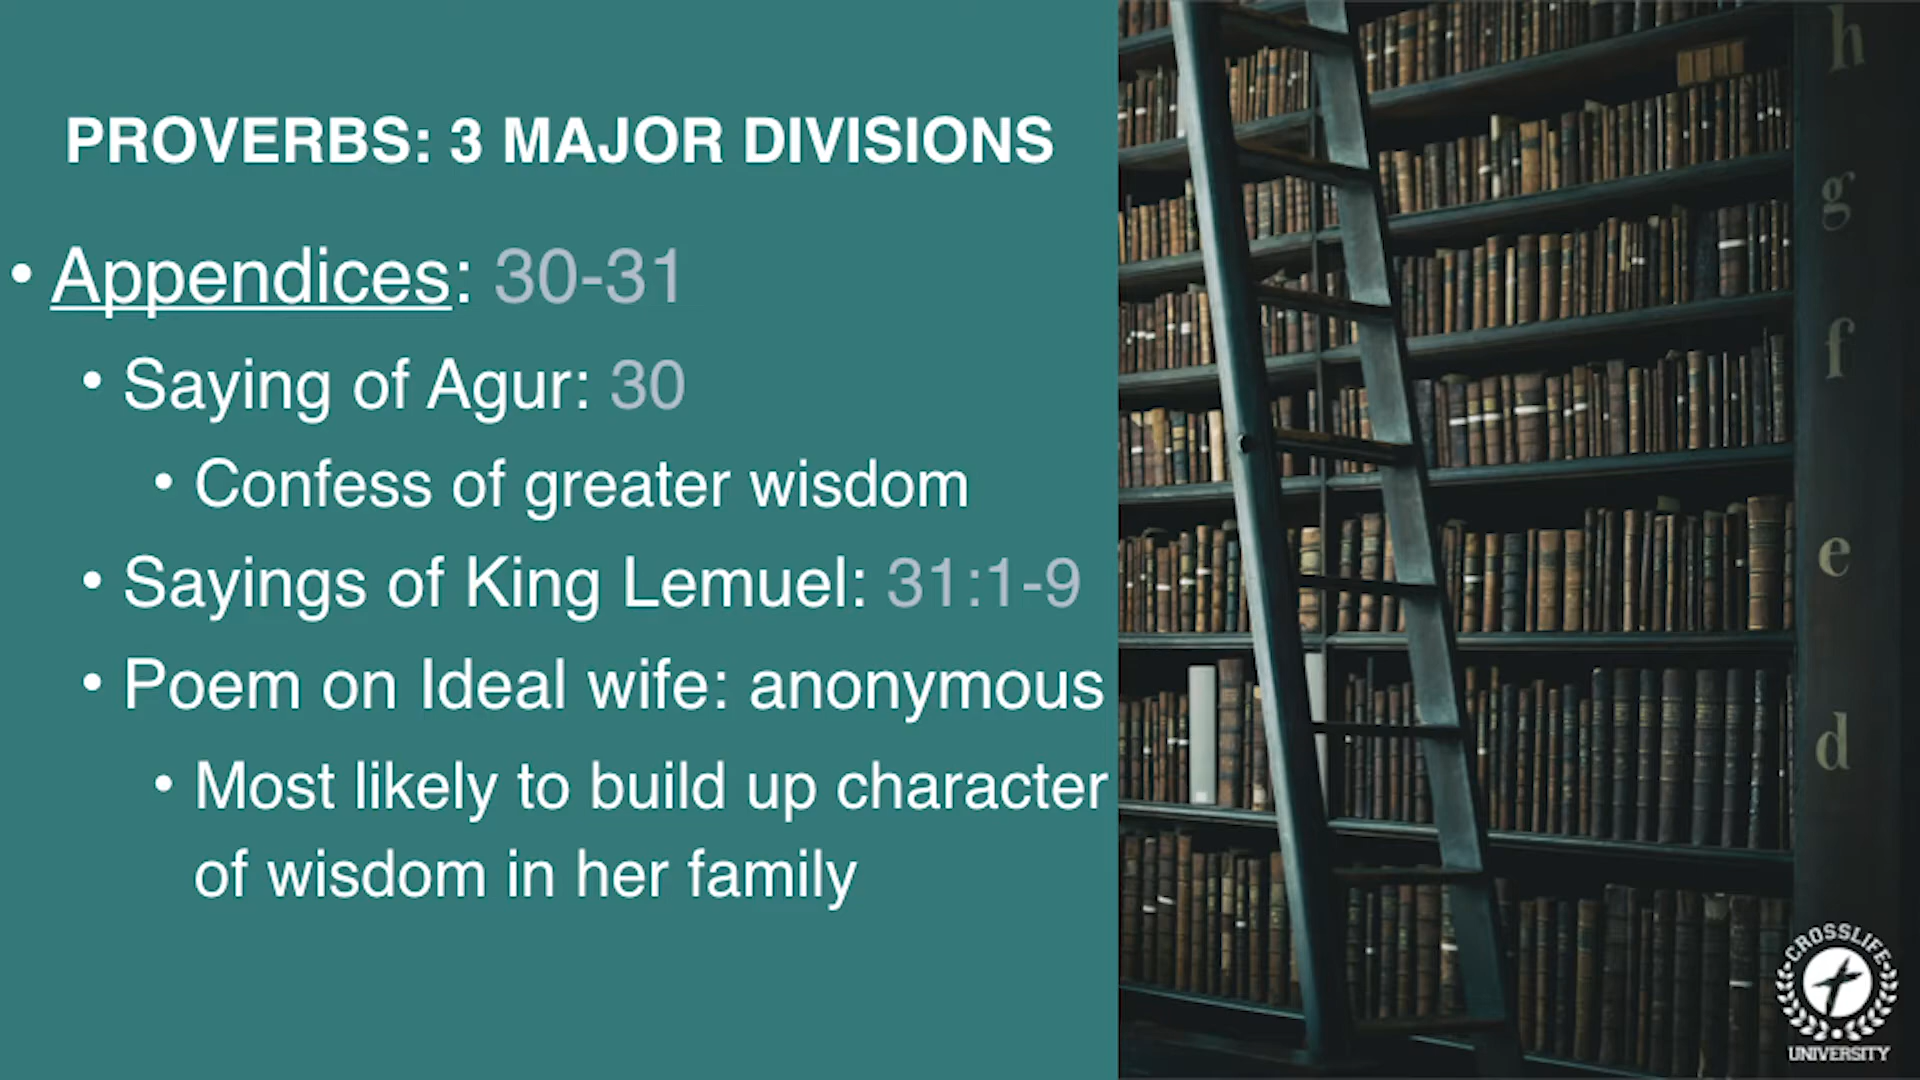 PROVERBS: 3 MAJOR DIVISIONS
• Appendices: 30-31
• Saying of Agur: 30
• Confess of greater wisdom
• Sayings of King Lemuel: 31:1-9
• Poem on Ideal wife: anonymous
• Most likely to build up character
of wisdom in her family
h
g
f
e
d
CROSSLIFE
UNIVERSITY